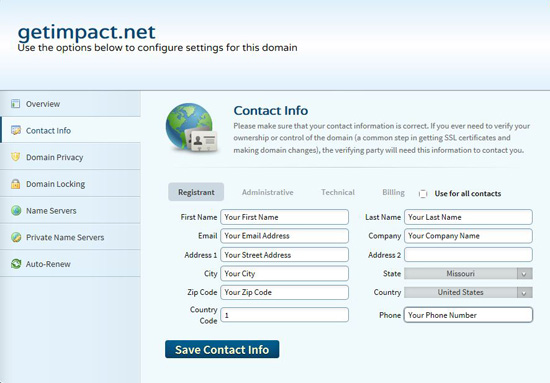 getimpact.net
Use the options below to configure settings for this domain
Overview
Contact Info
Domain Privacy
Domain Locking
Name Servers
Private Name Servers
Auto-Renew
Contact Info
Please make sure that your contact information is correct. If you ever need to verify your
ownership or control of the domain (a common step in getting SSL certificates and
making domain changes), the verifying party will need this information to contact you.
Registrant Administrative Technical Billing Use for all contacts
First Name Your First Name Last Name Your Last Name
Email Your Email Address Company Your Company Name
Address 1 Your Street Address Address 2
City Your City State Missouri
Zip Code Your Zip Code Country United States
Country
Code 1 Phone Your Phone Number
Save Contact Info